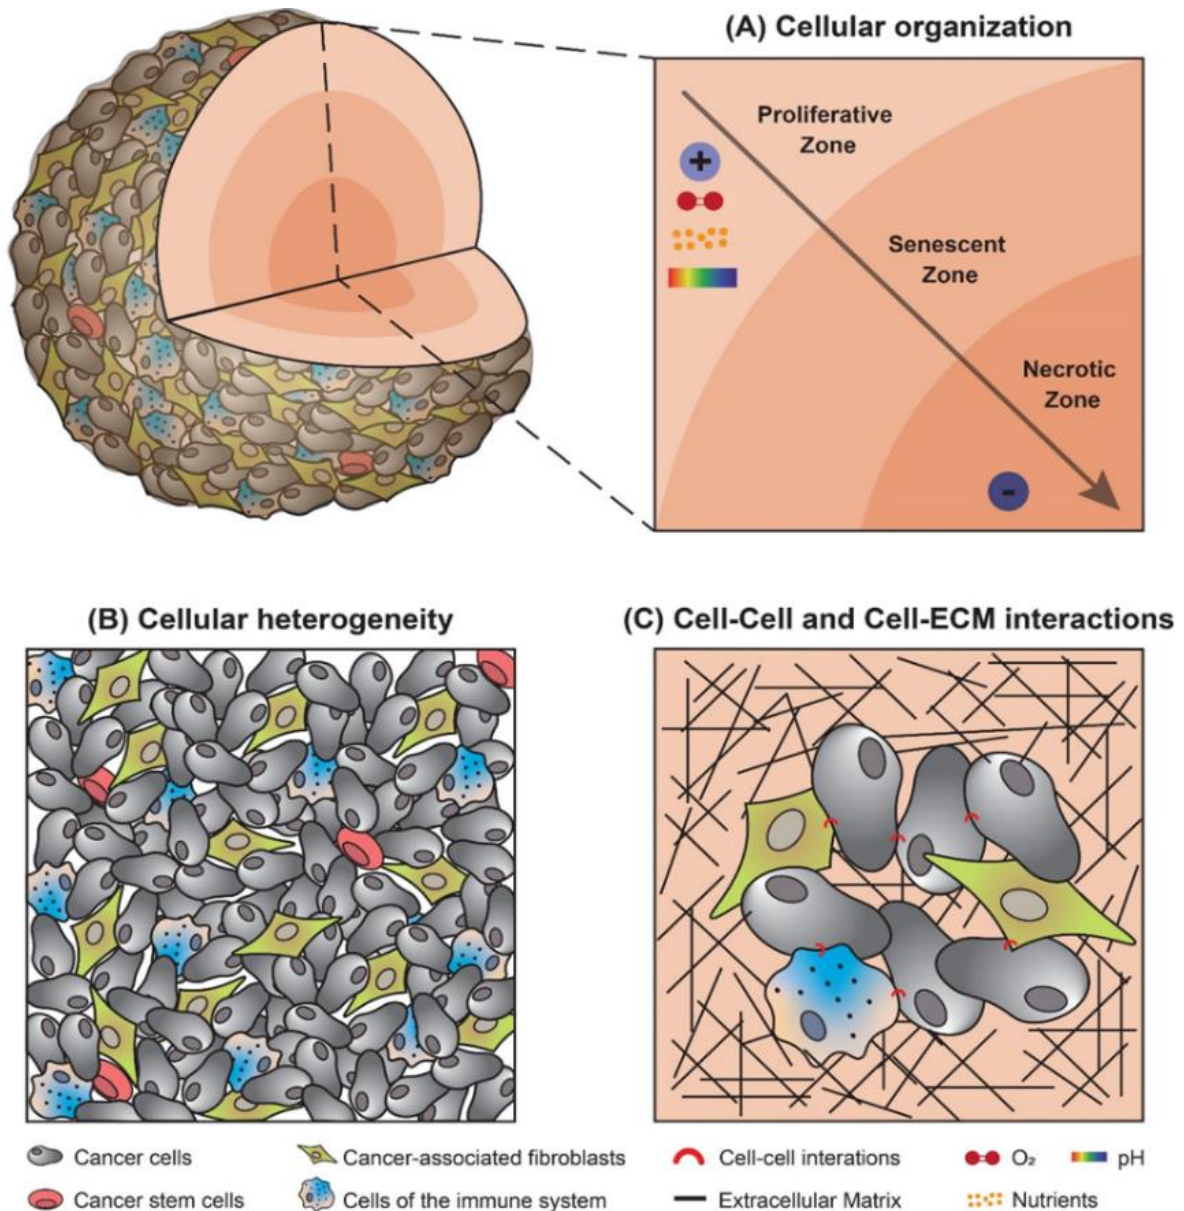 (A) Cellular organization
Proliferative
Zone
+
Senescent
Zone
Necrotic
Zone
-
(B) Cellular heterogeneity
(C) Cell-Cell and Cell-ECM interactions
Cancer cells
Cancer-associated fibroblasts
Cell-cell interations
O₂
pH
Cancer stem cells
Cells of the immune system
Extracellular Matrix
Nutrients